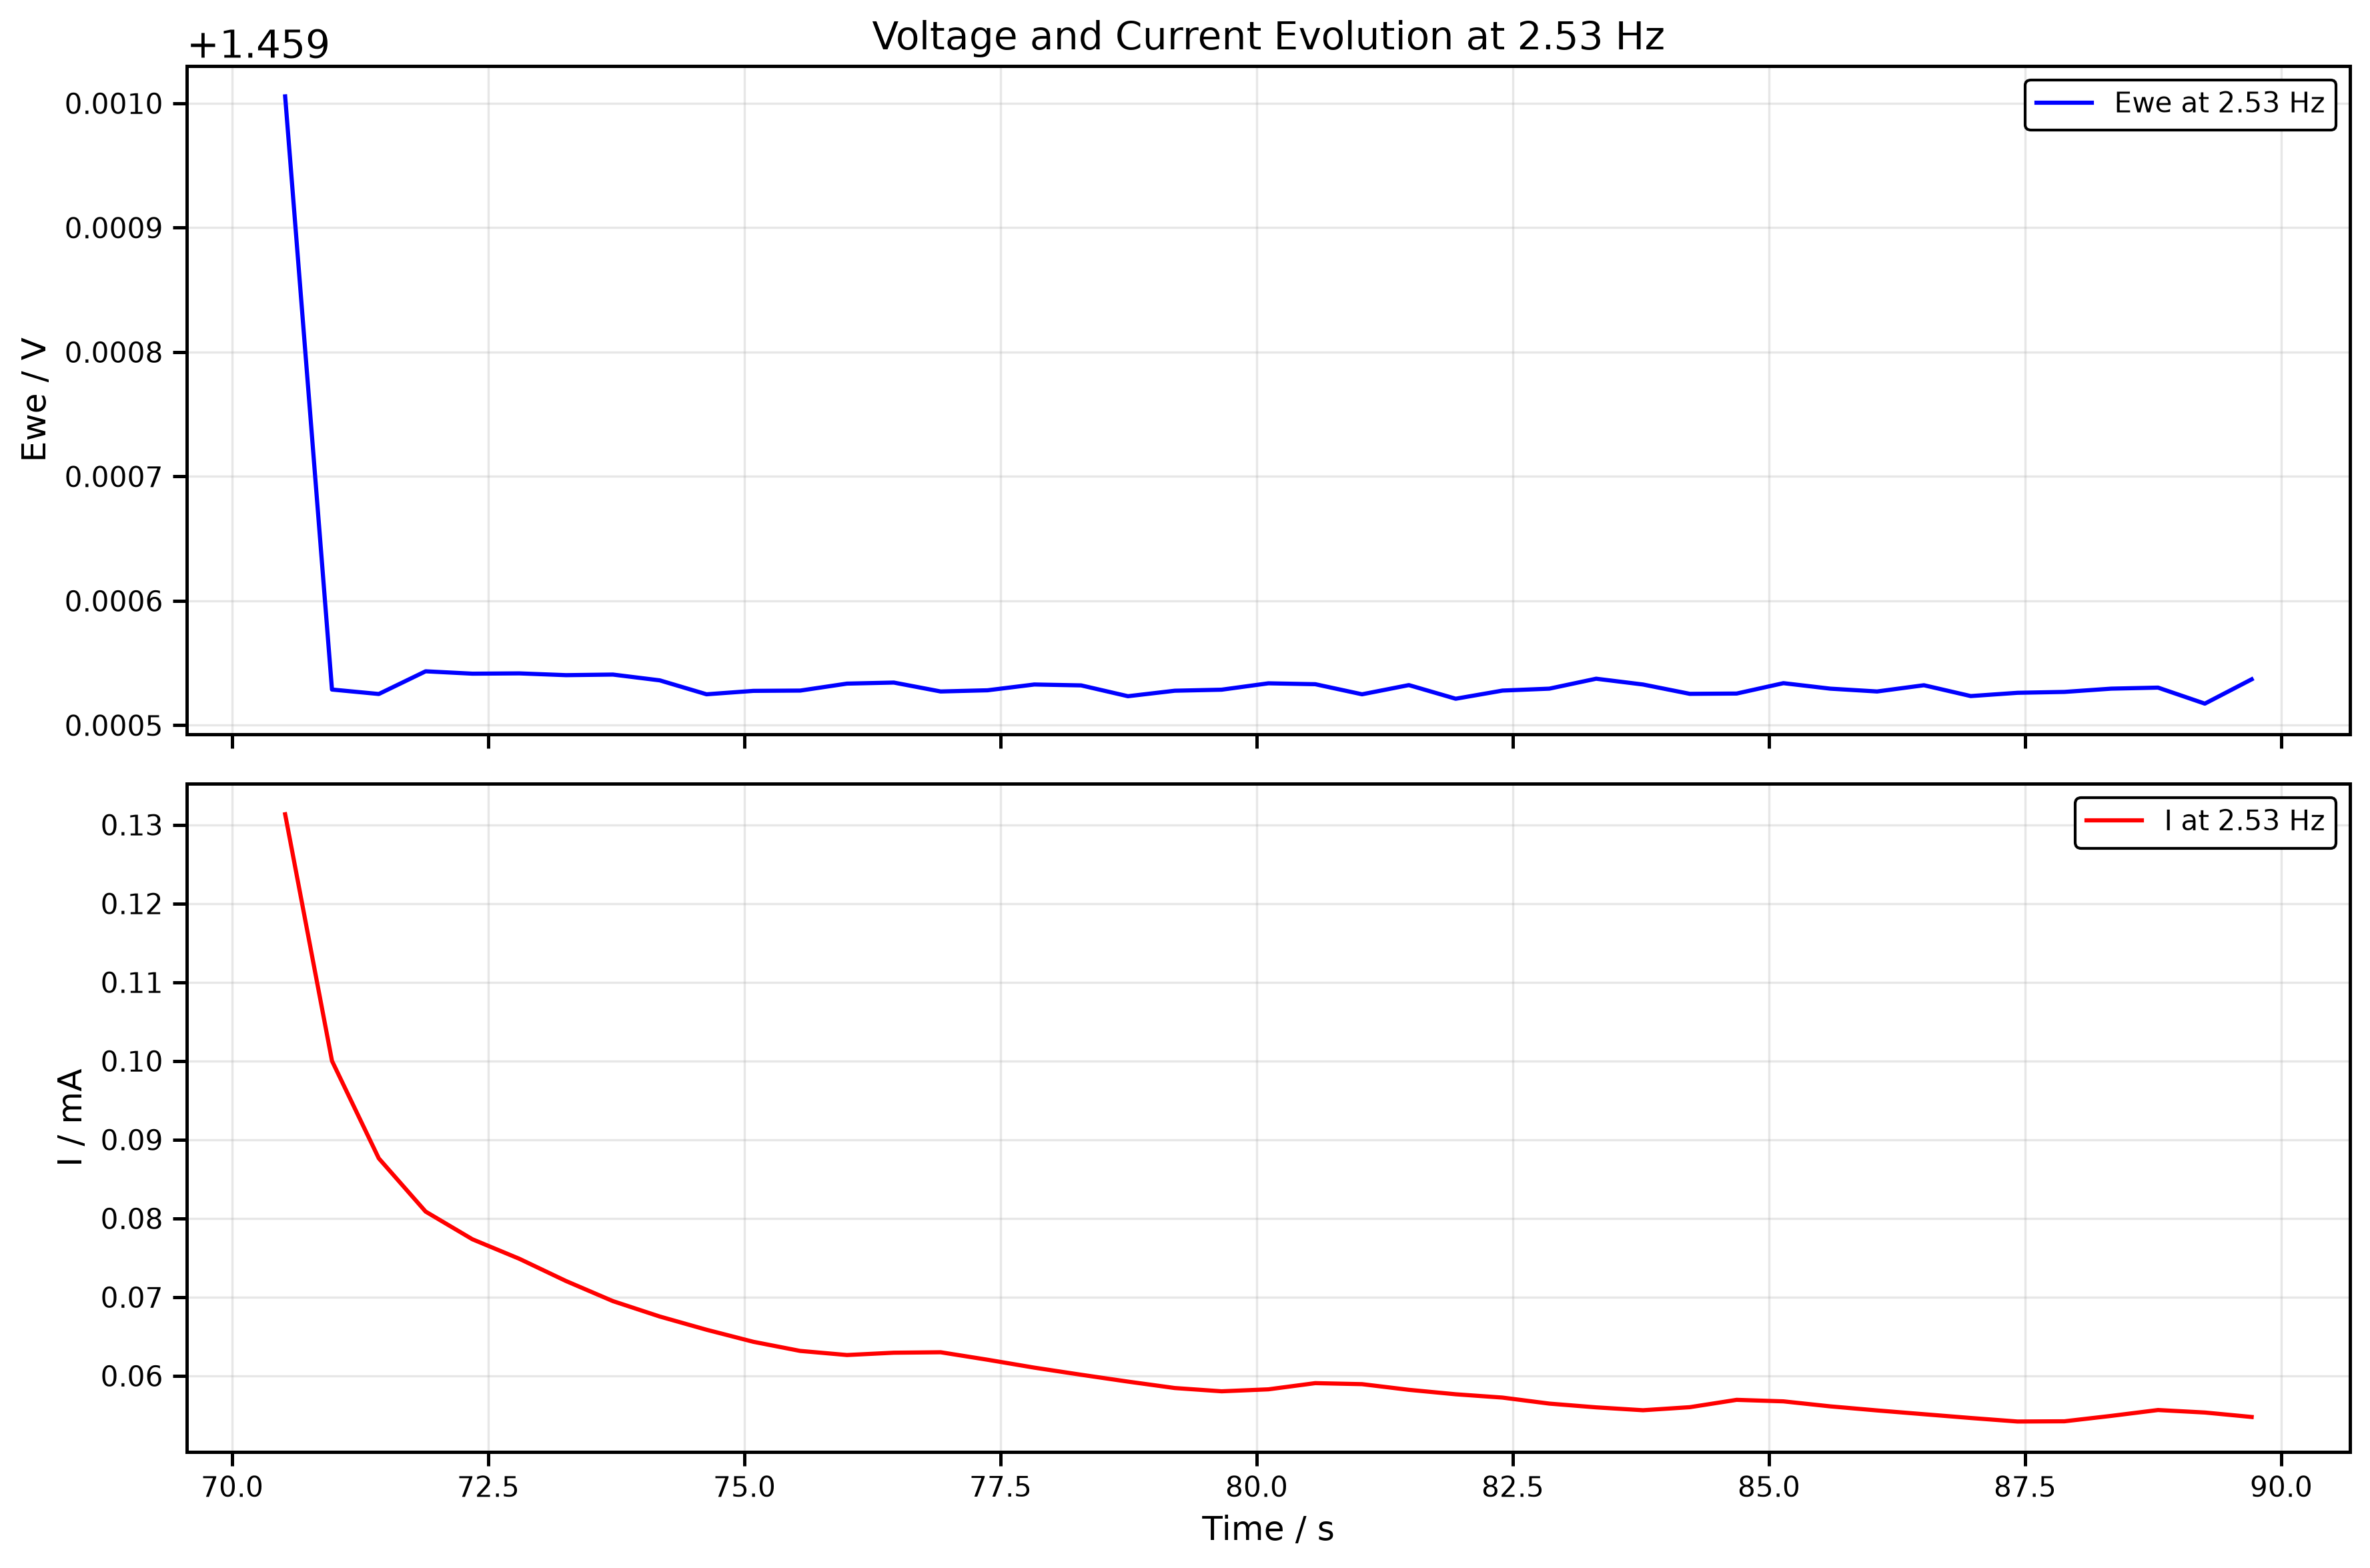 Voltage and Current Evolution at 2.53 Hz
+1.459
0.0010
0.0009
0.0008
0.0007
0.0006
0.0005
Ewe / V
Ewe at 2.53 Hz
0.13
0.12
0.11
0.10
0.09
0.08
0.07
0.06
I / mA
I at 2.53 Hz
70.0 72.5 75.0 77.5 80.0 82.5 85.0 87.5 90.0
Time / s